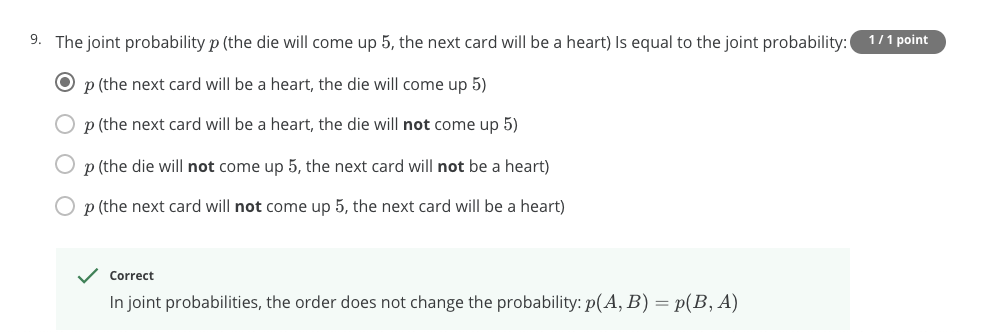 9. The joint probability p (the die will come up 5, the next card will be a heart) Is equal to the joint probability: 1 / 1 point
p (the next card will be a heart, the die will come up 5)
p (the next card will be a heart, the die will not come up 5)
p (the die will not come up 5, the next card will not be a heart)
p (the next card will not come up 5, the next card will be a heart)
Correct
In joint probabilities, the order does not change the probability: p(A, B) = p(B, A)